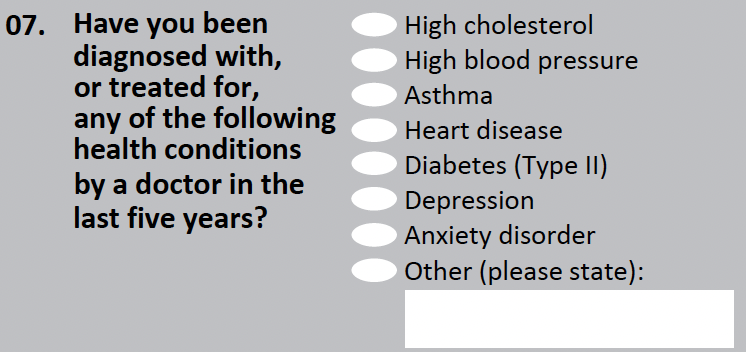 07. Have you been
diagnosed with,
or treated for,
any of the following
health conditions
by a doctor in the
last five years?
High cholesterol
High blood pressure
Asthma
Heart disease
Diabetes (Type II)
Depression
Anxiety disorder
Other (please state):